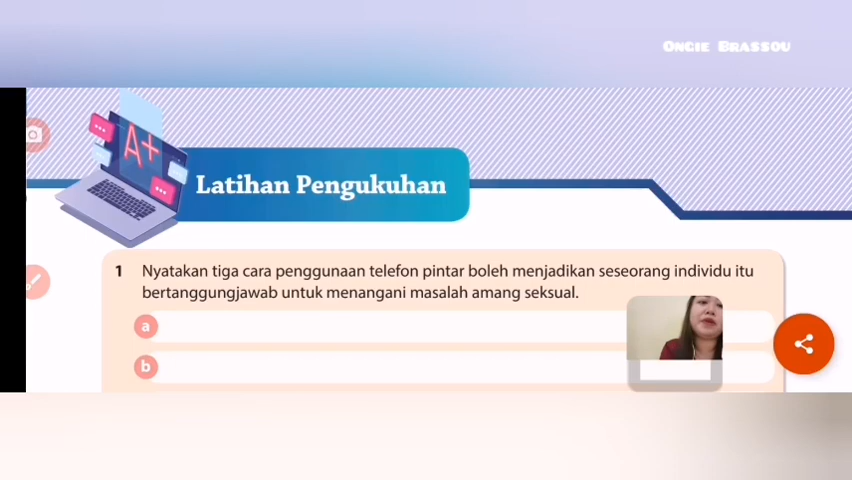 Ongie Brassou
A+
Latihan Pengukuhan
1 Nyatakan tiga cara penggunaan telefon pintar boleh menjadikan seseorang individu itu
bertanggungjawab untuk menangani masalah amang seksual.
a
b